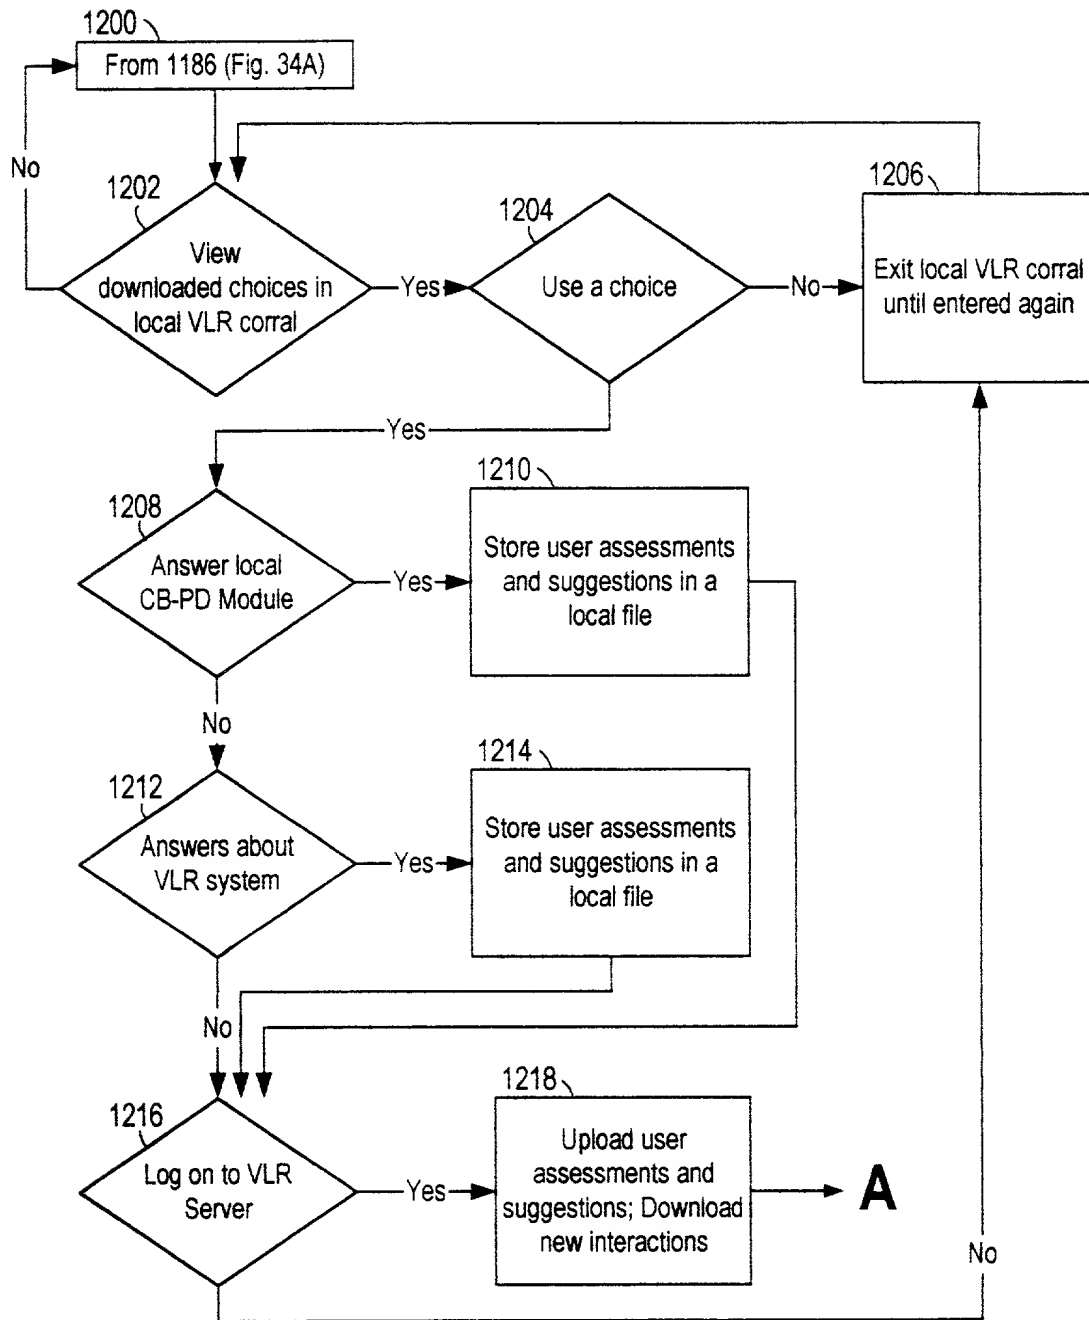 1200
From 1186 (Fig. 34A)
No
1202
View
downloaded choices in
local VLR corral
Yes
1204
Use a choice
No
1206
Exit local VLR corral
until entered again
Yes
1208
Answer local
CB-PD Module
Yes
1210
Store user assessments
and suggestions in a
local file
No
1212
Answers about
VLR system
Yes
1214
Store user assessments
and suggestions in a
local file
No
1216
Log on to VLR
Server
Yes
1218
Upload user
assessments and
suggestions; Download
new interactions
A
No